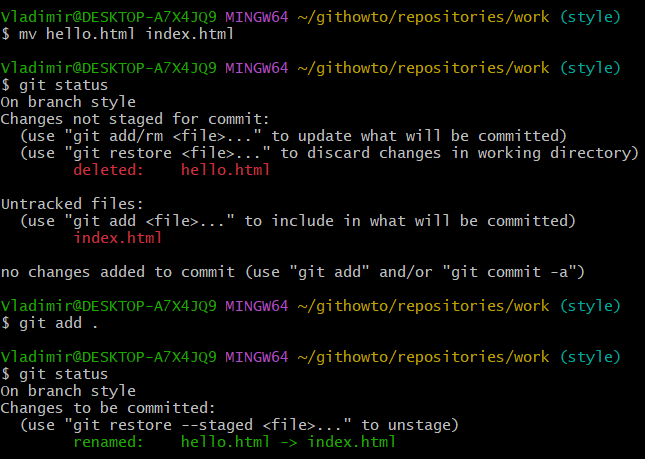 Vladimir@DESKTOP-A7X4JQ9 MINGW64 ~/githowto/repositories/work (style)
$ mv hello.html index.html
Vladimir@DESKTOP-A7X4JQ9 MINGW64 ~/githowto/repositories/work (style)
$ git status
On branch style
Changes not staged for commit:
  (use "git add/rm <file>..." to update what will be committed)
  (use "git restore <file>..." to discard changes in working directory)
        deleted:    hello.html
Untracked files:
  (use "git add <file>..." to include in what will be committed)
        index.html
no changes added to commit (use "git add" and/or "git commit -a")
Vladimir@DESKTOP-A7X4JQ9 MINGW64 ~/githowto/repositories/work (style)
$ git add .
Vladimir@DESKTOP-A7X4JQ9 MINGW64 ~/githowto/repositories/work (style)
$ git status
On branch style
Changes to be committed:
  (use "git restore --staged <file>..." to unstage)
        renamed:    hello.html -> index.html